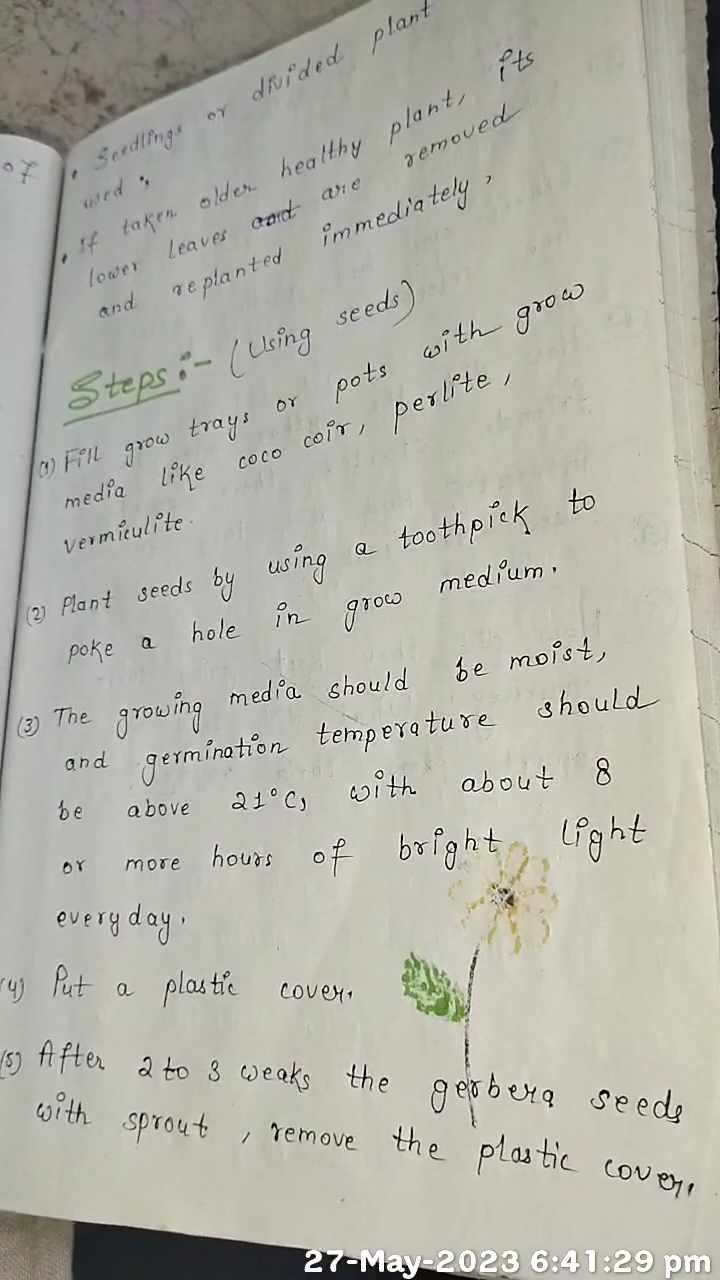 • Seedlings or divided plant
used.
• If taken older healthy plant, its
lower leaves and are removed
and replanted immediately,
Steps:- (Using seeds)
(1) Fill grow trays or pots with grow
media like coco coir, perlite,
vermiculite.
(2) Plant seeds by using a toothpick to
poke a hole in grow medium.
(3) The growing media should be moist,
and germination temperature should
be above 21°C, with about 8
or more hours of bright light
everyday.
(4) Put a plastic cover.
(5) After 2 to 3 weaks the gerbera seeds
with sprout, remove the plastic cover.
27-May-2023 6:41:29 pm